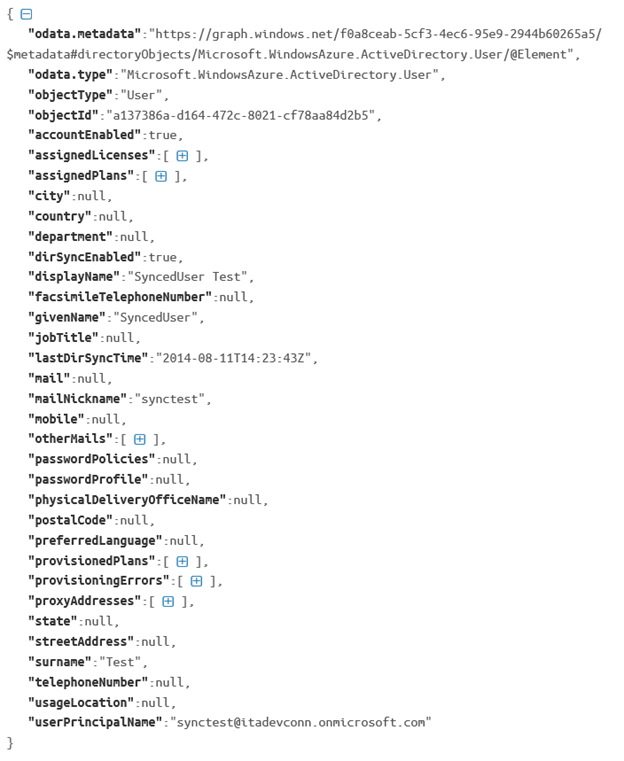 {
"odata.metadata":"https://graph.windows.net/f0a8ceab-5cf3-4ec6-95e9-2944b60265a5/
$metadata#directoryObjects/Microsoft.WindowsAzure.ActiveDirectory.User/@Element",
"odata.type":"Microsoft.WindowsAzure.ActiveDirectory.User",
"objectType":"User",
"objectId":"a137386a-d164-472c-8021-cf78aa84d2b5",
"accountEnabled":true,
"assignedLicenses":[ ],
"assignedPlans":[ ],
"city":null,
"country":null,
"department":null,
"dirSyncEnabled":true,
"displayName":"SyncedUser Test",
"facsimileTelephoneNumber":null,
"givenName":"SyncedUser",
"jobTitle":null,
"lastDirSyncTime":"2014-08-11T14:23:43Z",
"mail":null,
"mailNickname":"synctest",
"mobile":null,
"otherMails":[ ],
"passwordPolicies":null,
"passwordProfile":null,
"physicalDeliveryOfficeName":null,
"postalCode":null,
"preferredLanguage":null,
"provisionedPlans":[ ],
"provisioningErrors":[ ],
"proxyAddresses":[ ],
"state":null,
"streetAddress":null,
"surname":"Test",
"telephoneNumber":null,
"usageLocation":null,
"userPrincipalName":"synctest@itadevconn.onmicrosoft.com"
}